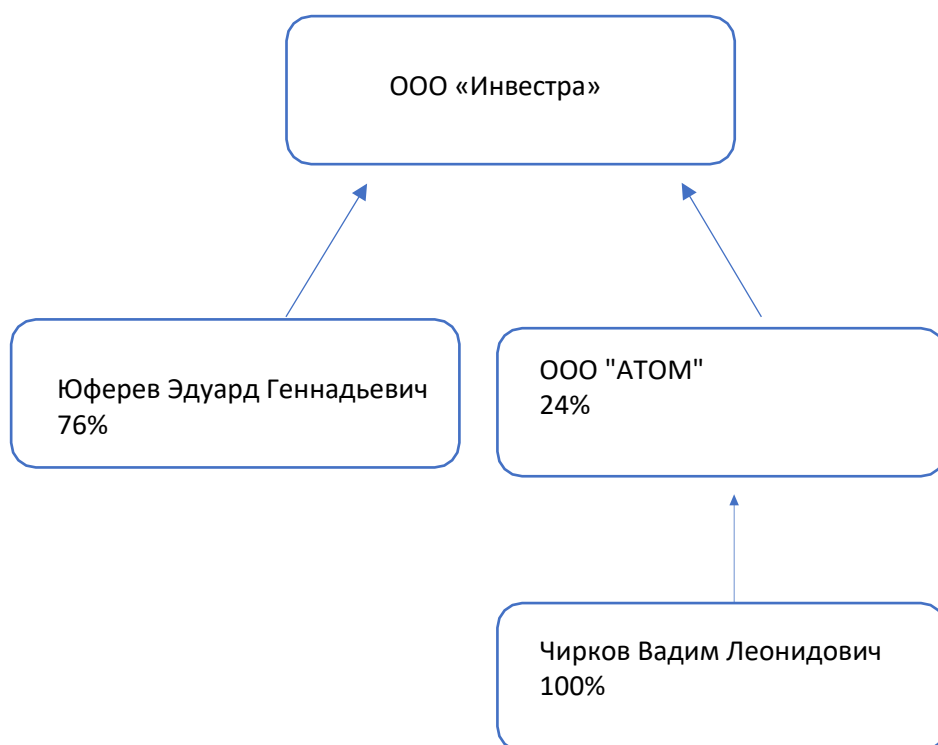 ООО «Инвестра»
Юферев Эдуард Геннадьевич
76%
ООО "АТОМ"
24%
Чирков Вадим Леонидович
100%